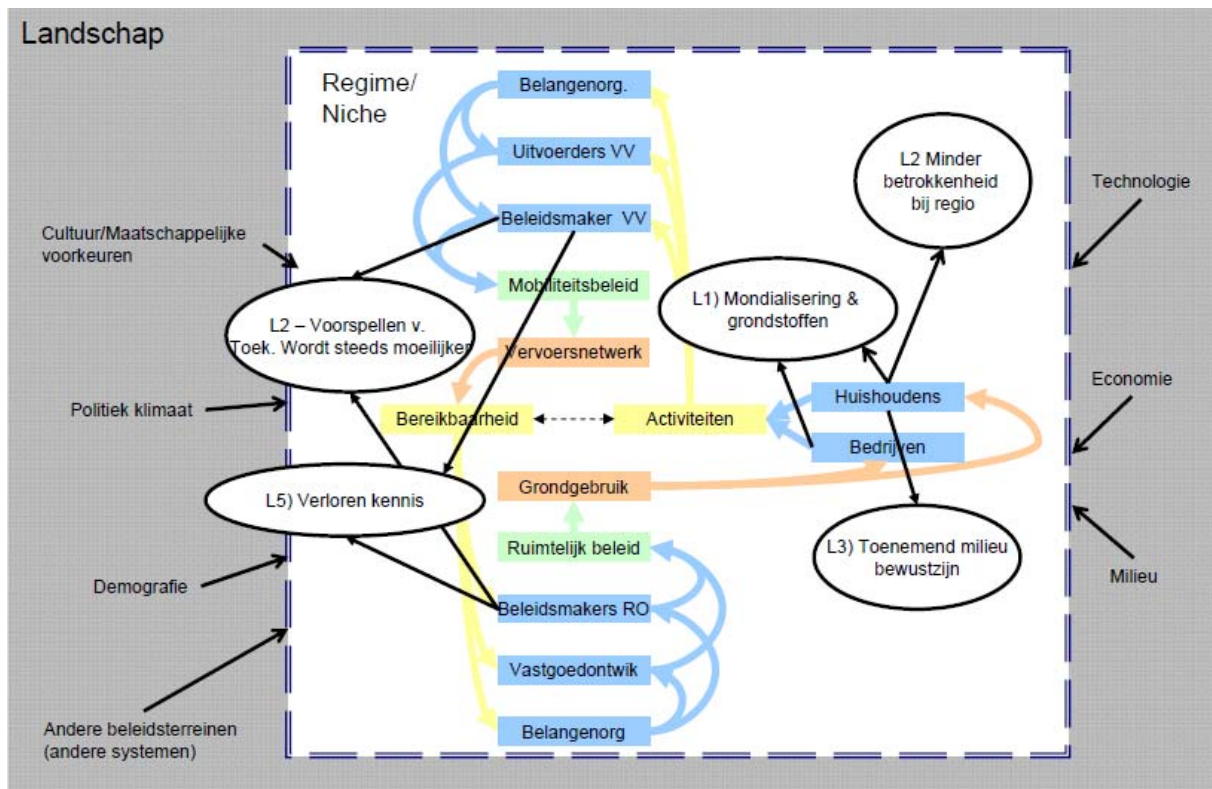 Landschap
Regime/
Niche
Belangenorg.
Uitvoerders VV
Beleidsmaker VV
Mobiliteitsbeleid
Vervoersnetwerk
Bereikbaarheid
Activiteiten
Huishoudens
Bedrijven
Grondgebruik
Ruimtelijk beleid
Beleidsmakers RO
Vastgoedontwik
Belangenorg
L2 Minder
betrokkenheid
bij regio
L1) Mondialisering &
grondstoffen
L2 – Voorspellen v.
Toek. Wordt steeds moeilijker
L5) Verloren kennis
L3) Toenemend milieu
bewustzijn
Cultuur/Maatschappelijke
voorkeuren
Politiek klimaat
Demografie
Andere beleidsterreinen
(andere systemen)
Technologie
Economie
Milieu